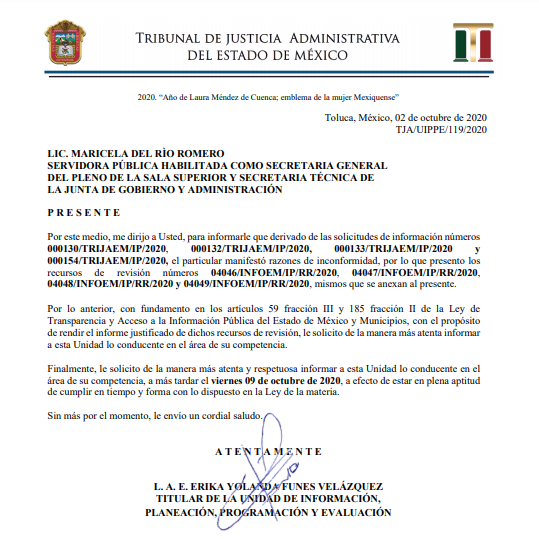 TRIBUNAL DE JUSTICIA ADMINISTRATIVA
DEL ESTADO DE MÉXICO
2020. “Año de Laura Méndez de Cuenca; emblema de la mujer Mexiquense”
Toluca, México, 02 de octubre de 2020
TJA/UIPPE/119/2020
LIC. MARICELA DEL RÌO ROMERO
SERVIDORA PÚBLICA HABILITADA COMO SECRETARIA GENERAL
DEL PLENO DE LA SALA SUPERIOR Y SECRETARIA TÉCNICA DE
LA JUNTA DE GOBIERNO Y ADMINISTRACIÓN
P R E S E N T E
Por este medio, me dirijo a Usted, para informarle que derivado de las solicitudes de información números
000130/TRIJAEM/IP/2020, 000132/TRIJAEM/IP/2020, 000133/TRIJAEM/IP/2020 y
000154/TRIJAEM/IP/2020, el particular manifestó razones de inconformidad, por lo que presento los
recursos de revisión números 04046/INFOEM/IP/RR/2020, 04047/INFOEM/IP/RR/2020,
04048/INFOEM/IP/RR/2020 y 04049/INFOEM/IP/RR/2020, mismos que se anexan al presente.
Por lo anterior, con fundamento en los artículos 59 fracción III y 185 fracción II de la Ley de
Transparencia y Acceso a la Información Pública del Estado de México y Municipios, con el propósito
de rendir el informe justificado de dichos recursos de revisión, le solicito de la manera más atenta informar
a esta Unidad lo conducente en el área de su competencia.
Finalmente, le solicito de la manera más atenta y respetuosa informar a esta Unidad lo conducente en el
área de su competencia, a más tardar el viernes 09 de octubre de 2020, a efecto de estar en plena aptitud
de cumplir en tiempo y forma con lo dispuesto en la Ley de la materia.
Sin más por el momento, le envío un cordial saludo.
A T E N T A M E N T E
L. A. E. ERIKA YOLANDA FUNES VELÁZQUEZ
TITULAR DE LA UNIDAD DE INFORMACIÓN,
PLANEACIÓN, PROGRAMACIÓN Y EVALUACIÓN